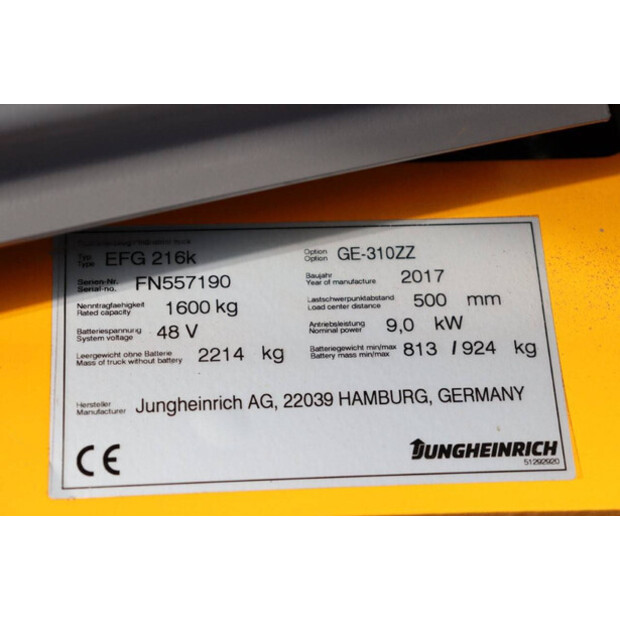 Typ EFG 216k Option GE-310ZZ
Type Option
Serien-Nr. FN557190 Baujahr 2017
Serial-no. Year of manufacture
Nenntragfaehigkeit 1600 kg Lastschwerpunktabstand 500 mm
Rated capacity Load center distance
Batteriespannung 48 V Antriebsleistung 9,0 kW
System voltage Nominal power
Leergewicht ohne Batterie 2214 kg Batteriegewicht min/max 813 / 924 kg
Mass of truck without battery Battery mass min/max
Hersteller Jungheinrich AG, 22039 HAMBURG, GERMANY
Manufacturer
CE JUNGHEINRICH
51292920